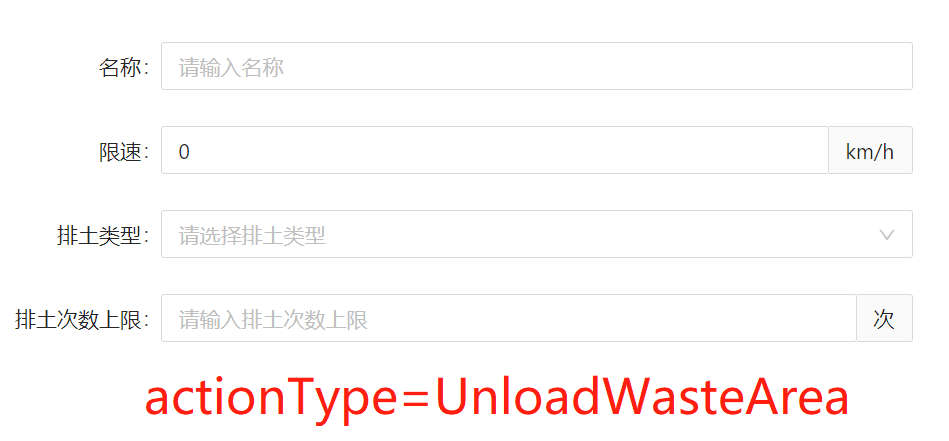 名称: 请输入名称
限速: 0 km/h
排土类型: 请选择排土类型
排土次数上限: 请输入排土次数上限 次
actionType=UnloadWasteArea